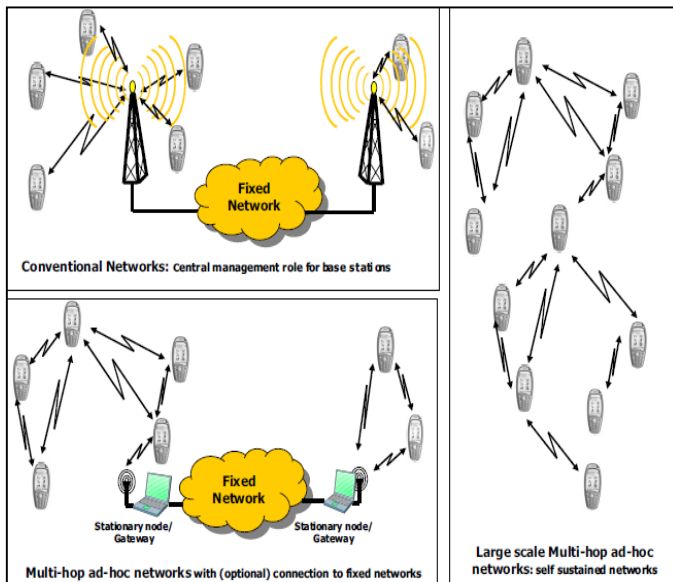 Fixed
Network
Conventional Networks: Central management role for base stations
Fixed
Network
Stationary node/
Gateway
Stationary node/
Gateway
Multi-hop ad-hoc networks with (optional) connection to fixed networks
Large scale Multi-hop ad-hoc
networks: self sustained networks